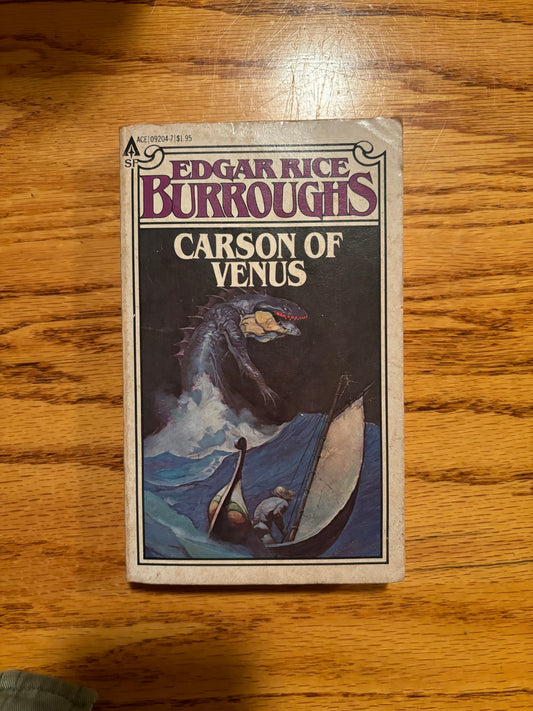 ACE | 09204-7 | $1.95
SF
EDGAR RICE
BURROUGHS
CARSON OF
VENUS